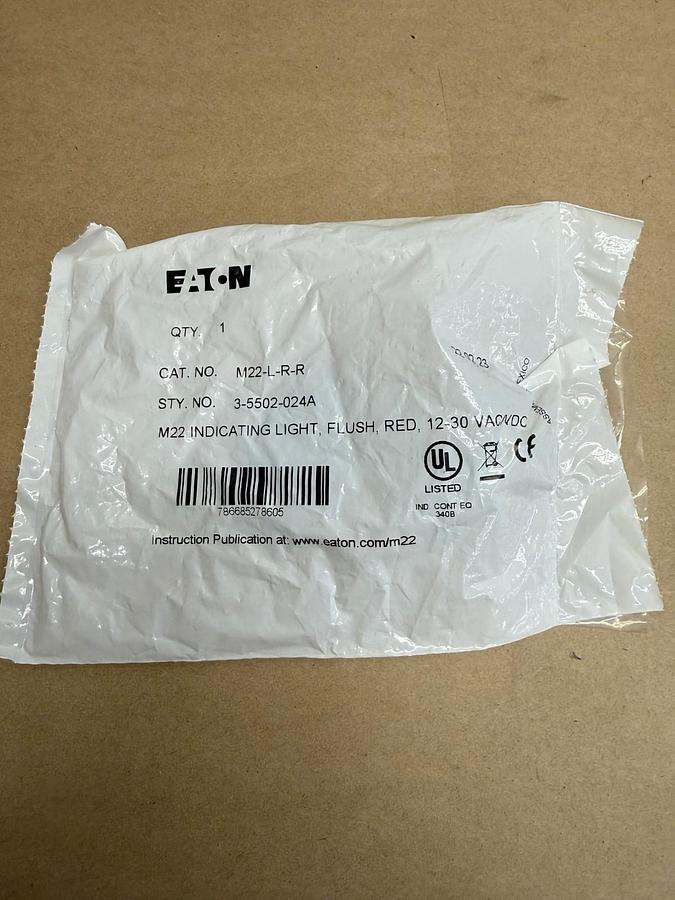 EATON
QTY. 1
CAT. NO. M22-L-R-R
STY. NO. 3-5502-024A
M22 INDICATING LIGHT, FLUSH, RED, 12-30 VAC/VDC
UL
LISTED
CE
IND. CONT EQ
340B
786685278605
Instruction Publication at: www.eaton.com/m22